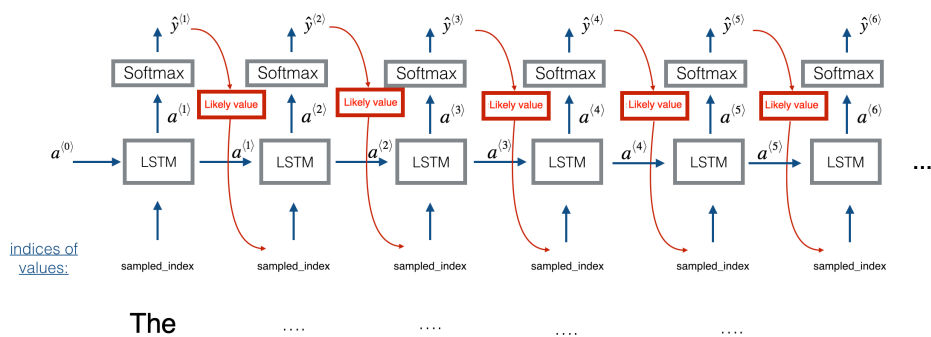 ŷ⟨1⟩ ŷ⟨2⟩ ŷ⟨3⟩ ŷ⟨4⟩ ŷ⟨5⟩ ŷ⟨6⟩
Softmax Softmax Softmax Softmax Softmax Softmax
Likely value Likely value Likely value Likely value Likely value
a⟨1⟩ a⟨2⟩ a⟨3⟩ a⟨4⟩ a⟨5⟩ a⟨6⟩
a⟨0⟩ LSTM a⟨1⟩ LSTM a⟨2⟩ LSTM a⟨3⟩ LSTM a⟨4⟩ LSTM a⟨5⟩ LSTM ...
indices of
values:
sampled_index sampled_index sampled_index sampled_index sampled_index sampled_index
The .... .... .... ....